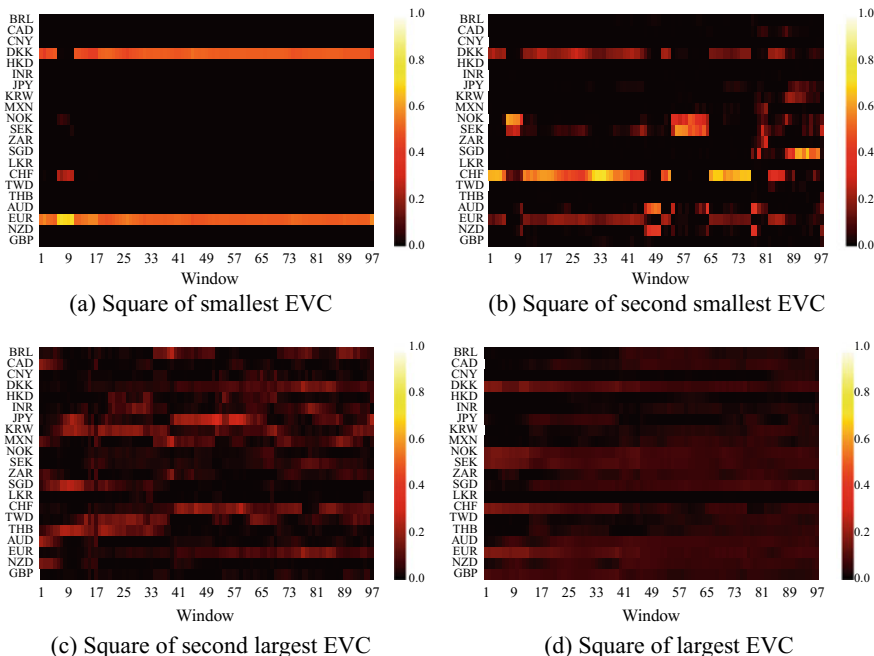 BRL
CAD
CNY
DKK
HKD
INR
JPY
KRW
MXN
NOK
SEK
ZAR
SGD
LKR
CHF
TWD
THB
AUD
EUR
NZD
GBP
1 9 17 25 33 41 49 57 65 73 81 89 97
Window
1.0
0.8
0.6
0.4
0.2
0.0
(a) Square of smallest EVC
BRL
CAD
CNY
DKK
HKD
INR
JPY
KRW
MXN
NOK
SEK
ZAR
SGD
LKR
CHF
TWD
THB
AUD
EUR
NZD
GBP
1 9 17 25 33 41 49 57 65 73 81 89 97
Window
1.0
0.8
0.6
0.4
0.2
0.0
(b) Square of second smallest EVC
BRL
CAD
CNY
DKK
HKD
INR
JPY
KRW
MXN
NOK
SEK
ZAR
SGD
LKR
CHF
TWD
THB
AUD
EUR
NZD
GBP
1 9 17 25 33 41 49 57 65 73 81 89 97
Window
1.0
0.8
0.6
0.4
0.2
0.0
(c) Square of second largest EVC
BRL
CAD
CNY
DKK
HKD
INR
JPY
KRW
MXN
NOK
SEK
ZAR
SGD
LKR
CHF
TWD
THB
AUD
EUR
NZD
GBP
1 9 17 25 33 41 49 57 65 73 81 89 97
Window
1.0
0.8
0.6
0.4
0.2
0.0
(d) Square of largest EVC